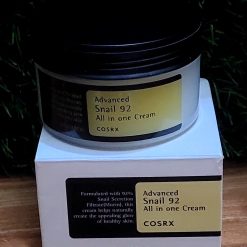 Advanced
Snail 92
All in one Cream
COSRX
Formulated with 92%
Snail Secretion
Filtrate(Mucin), this
cream helps naturally
create the appealing glow
of healthy skin.
Advanced
Snail 92
All in one Cream
COSRX